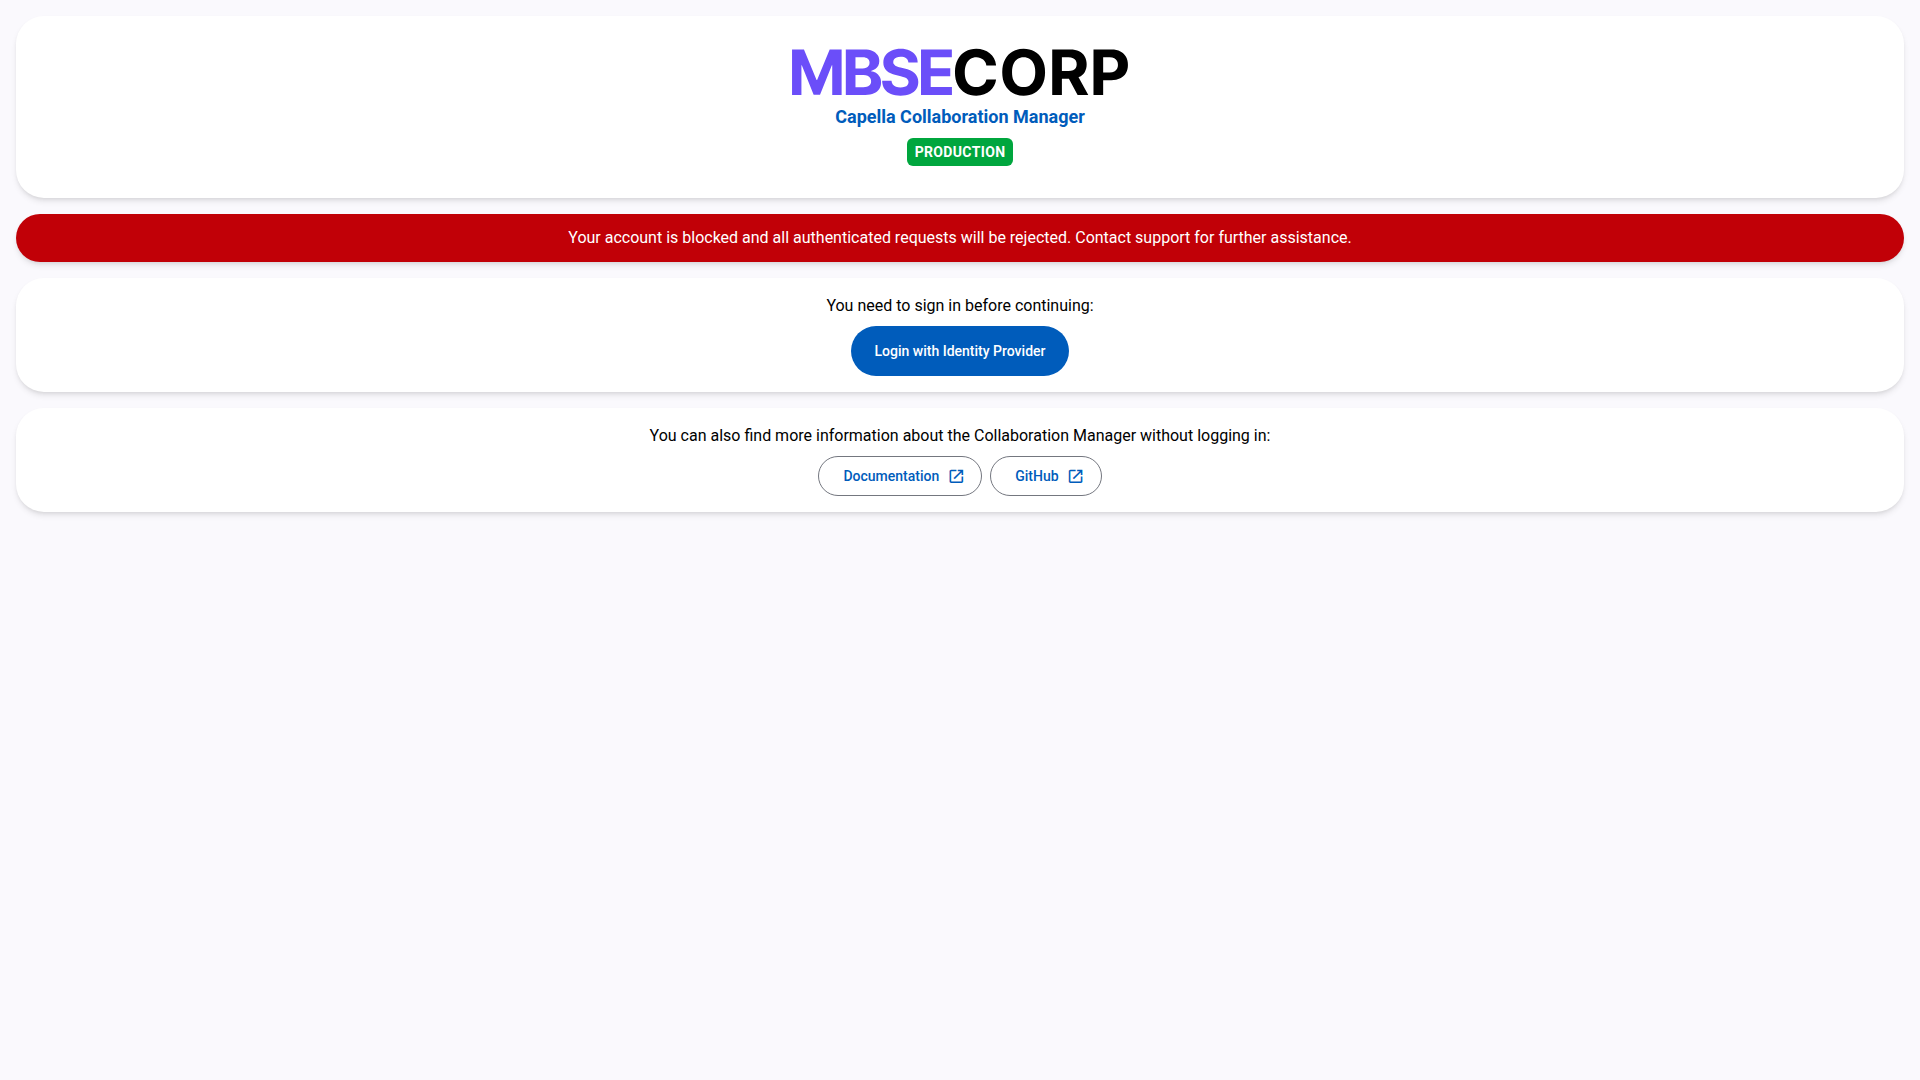 MBSECORP
Capella Collaboration Manager
PRODUCTION
Your account is blocked and all authenticated requests will be rejected. Contact support for further assistance.
You need to sign in before continuing:
Login with Identity Provider
You can also find more information about the Collaboration Manager without logging in:
Documentation GitHub